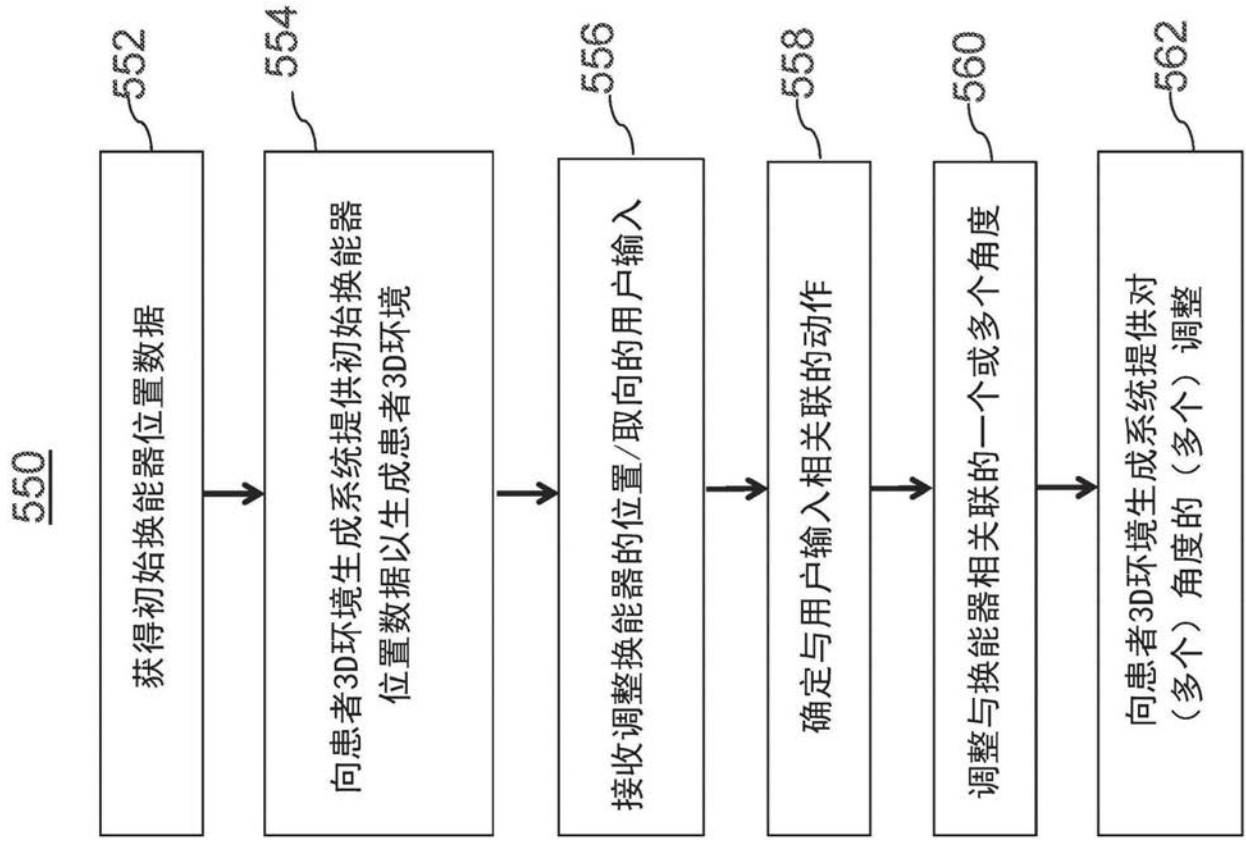 550
552
获得初始换能器位置数据
554
向患者3D环境生成系统提供初始换能器
位置数据以生成患者3D环境
556
接收调整换能器的位置/取向的用户输入
558
确定与用户输入相关联的动作
560
调整与换能器相关联的一个或多个角度
562
向患者3D环境生成系统提供对
（多个）角度的（多个）调整